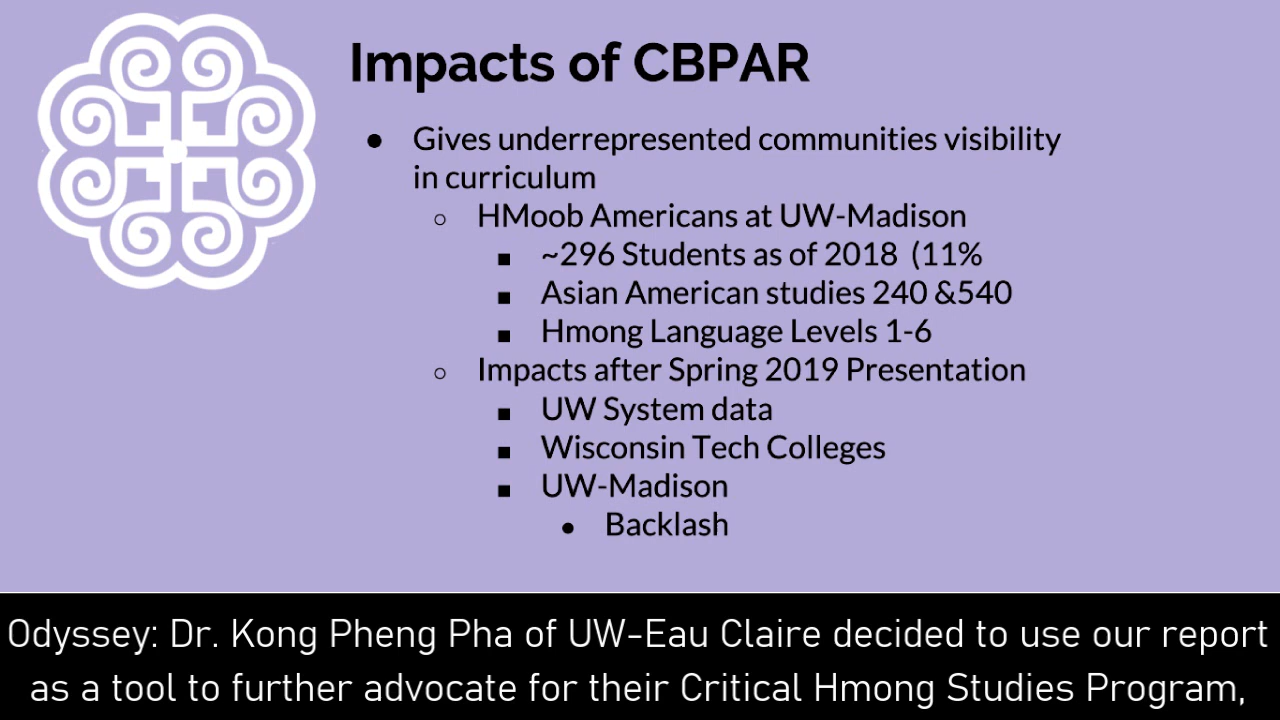 Impacts of CBPAR
● Gives underrepresented communities visibility
in curriculum
○ HMoob Americans at UW-Madison
■ ~296 Students as of 2018 (11%
■ Asian American studies 240 &540
■ Hmong Language Levels 1-6
○ Impacts after Spring 2019 Presentation
■ UW System data
■ Wisconsin Tech Colleges
■ UW-Madison
● Backlash
Odyssey: Dr. Kong Pheng Pha of UW-Eau Claire decided to use our report
as a tool to further advocate for their Critical Hmong Studies Program,